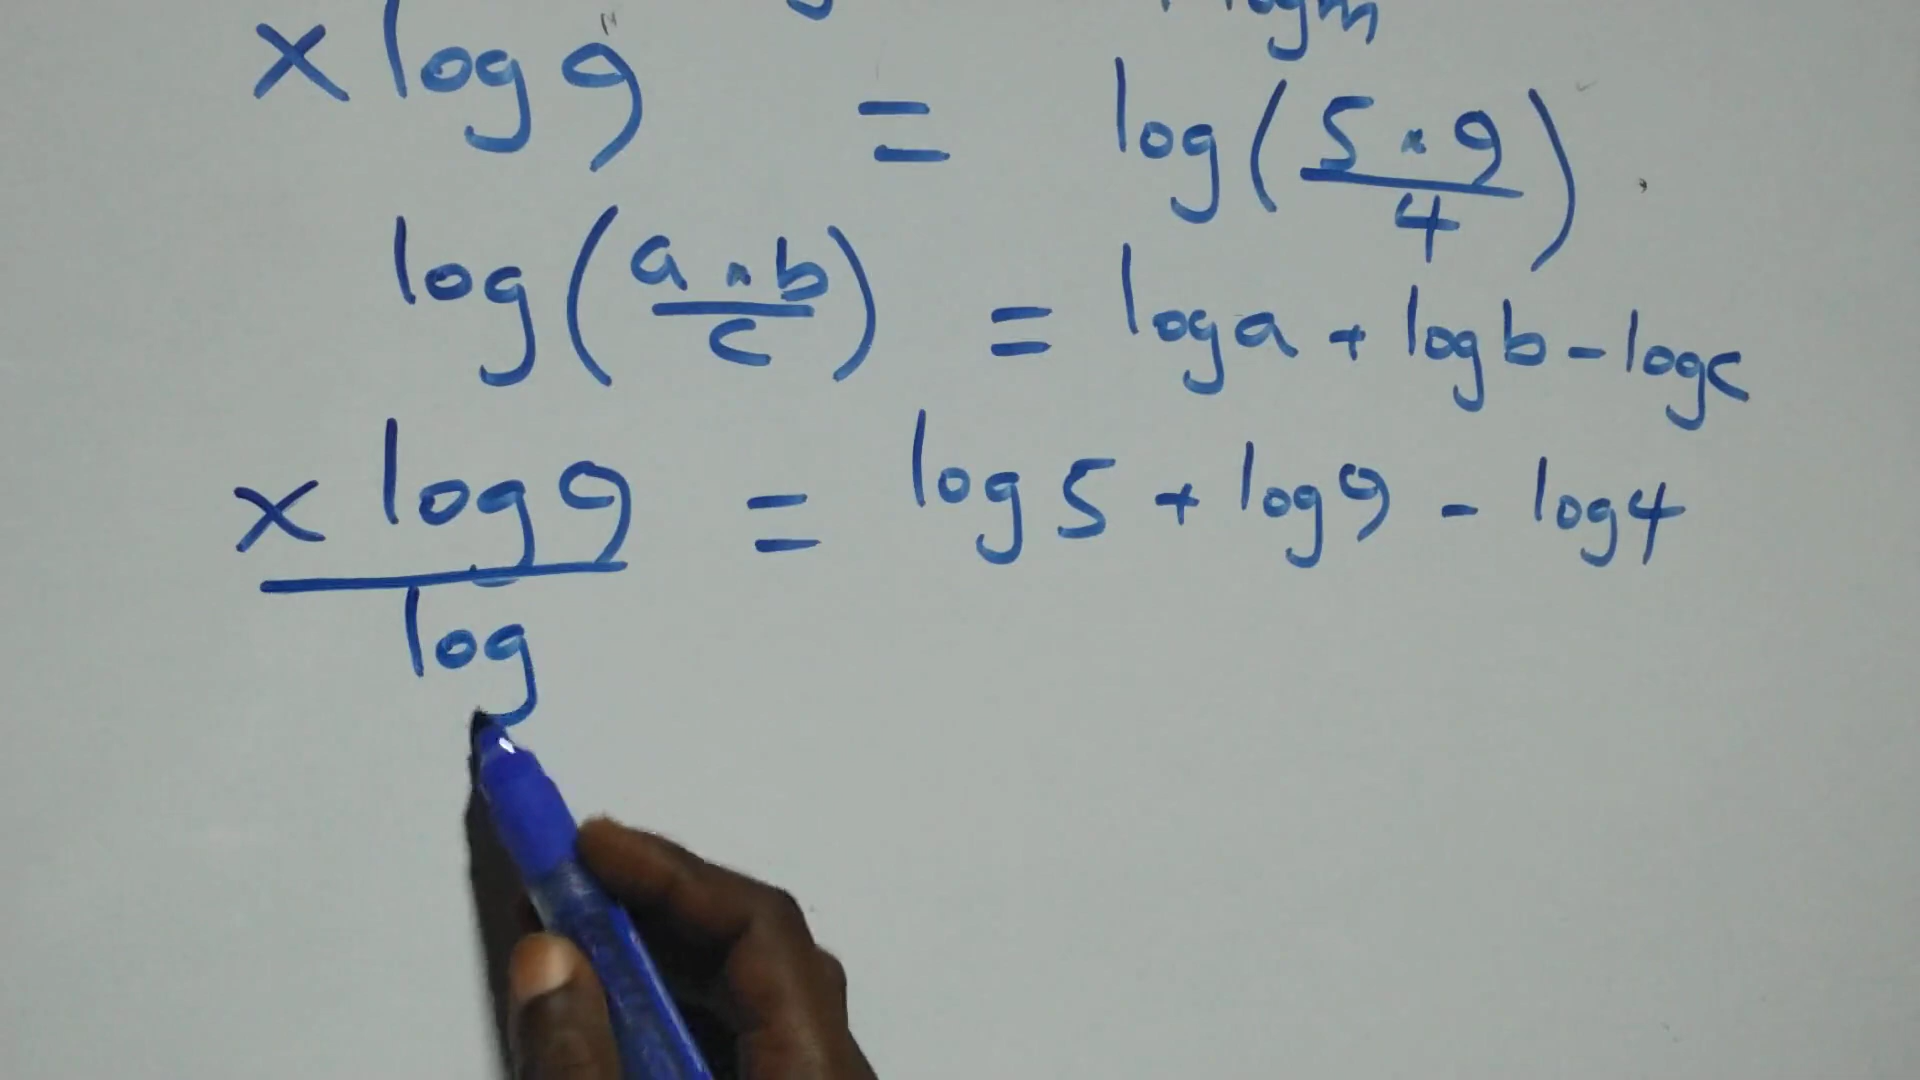 log m
x log 9 = log(5 × 9 / 4)
log(a × b / c) = log a + log b - log c
x log 9 = log 5 + log 9 - log 4
log